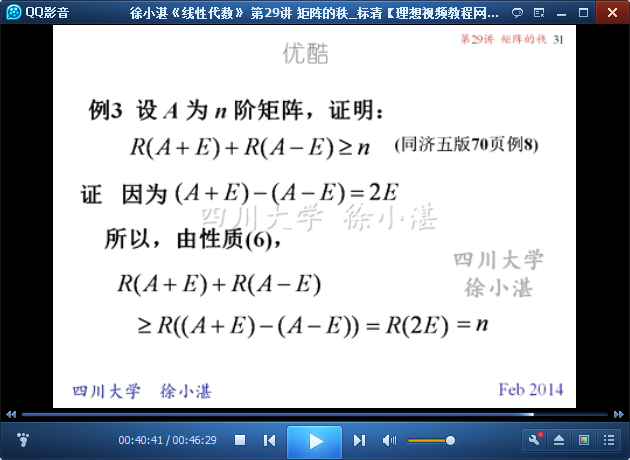 QQ影音
徐小湛《线性代数》 第29讲 矩阵的秩_标清【理想视频教程网...
第29讲 矩阵的秩 31
优酷
例3 设 A 为 n 阶矩阵，证明：
R(A+E)+R(A−E)≥n (同济五版70页例8)
证 因为 (A+E)−(A−E)=2E
四川大学 徐小湛
所以，由性质(6)，
四川大学
徐小湛
R(A+E)+R(A−E)
≥R((A+E)−(A−E))=R(2E)=n
四川大学 徐小湛
Feb 2014
00:40:41 / 00:46:29